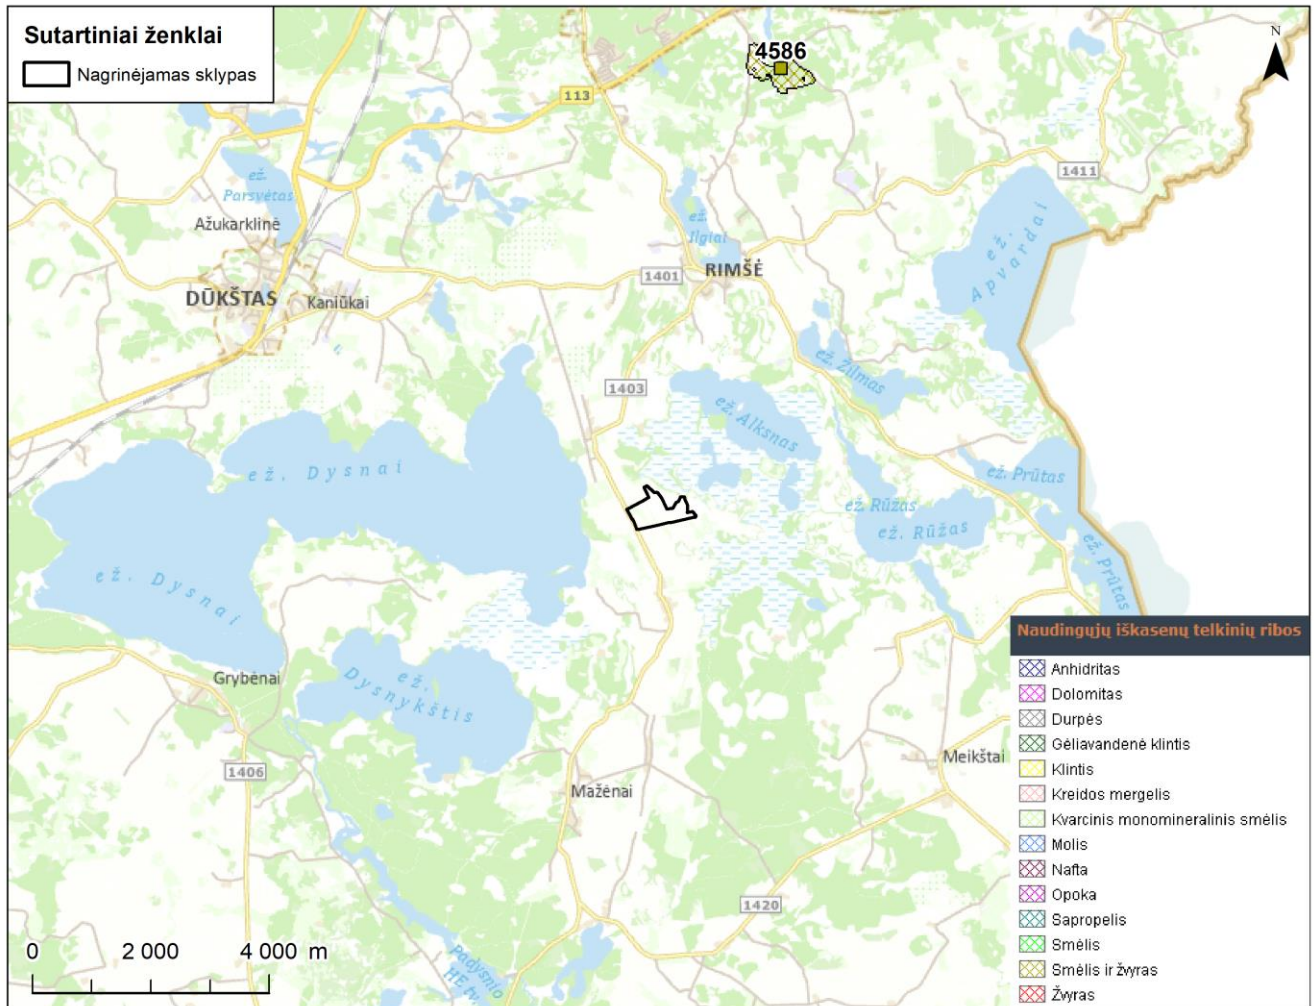 Sutartiniai ženklai
Nagrinėjamas sklypas
4586
N
113
1411
ež.
Parsvėtas
Ažukarklinė
ež.
Ilgiai
ež.
Apvardai
RIMŠĖ
1401
DŪKŠTAS
Kaniūkai
ež. Žilmas
1403
ež. Alksnas
ež. Dysnai
ež. Prūtas
ež. Rūžas
ež. Rūžas
ež. Prūtas
ež. Dysnai
Grybėnai
ež.
Dysnykštis
1406
Mažėnai
Meikštai
1420
Padysnio
HE tv.
0 2 000 4 000 m
Naudingųjų iškasenų telkinių ribos
Anhidritas
Dolomitas
Durpės
Gėliavandenė klintis
Klintis
Kreidos mergelis
Kvarcinis monomineralinis smėlis
Molis
Nafta
Opoka
Sapropelis
Smėlis
Smėlis ir žvyras
Žvyras